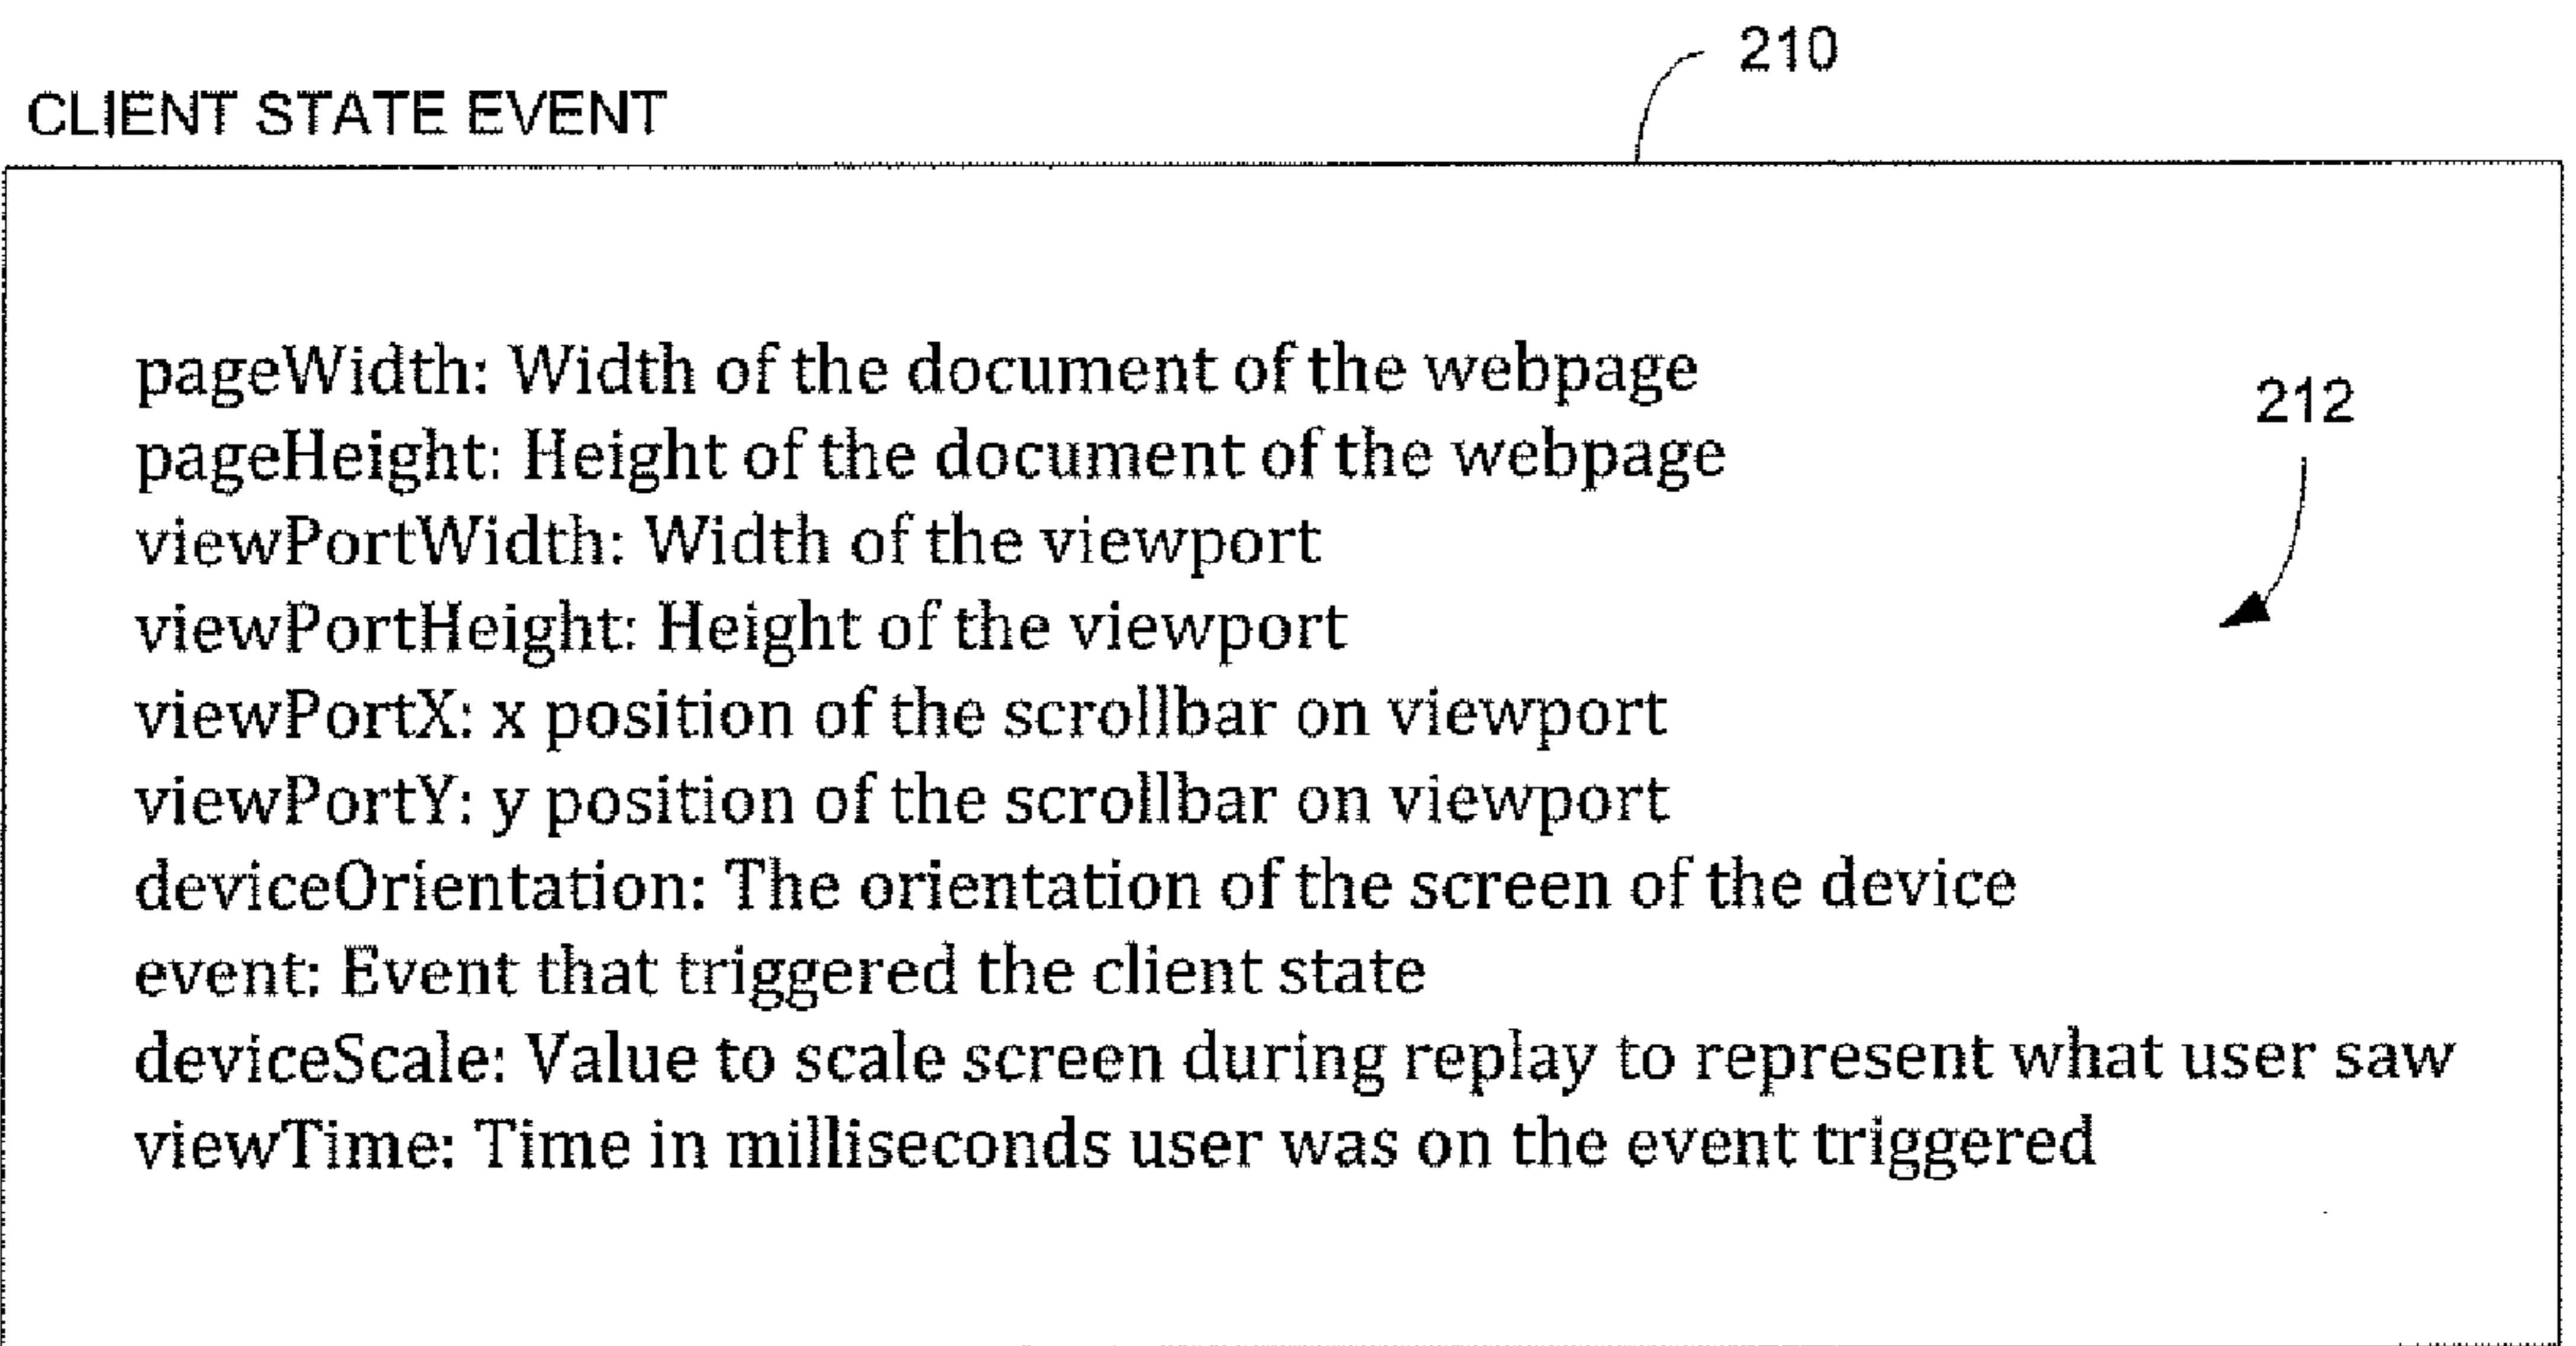 210
CLIENT STATE EVENT
pageWidth: Width of the document of the webpage
212
pageHeight: Height of the document of the webpage
viewPortWidth: Width of the viewport
viewPortHeight: Height of the viewport
viewPortX: x position of the scrollbar on viewport
viewPortY: y position of the scrollbar on viewport
deviceOrientation: The orientation of the screen of the device
event: Event that triggered the client state
deviceScale: Value to scale screen during replay to represent what user saw
viewTime: Time in milliseconds user was on the event triggered